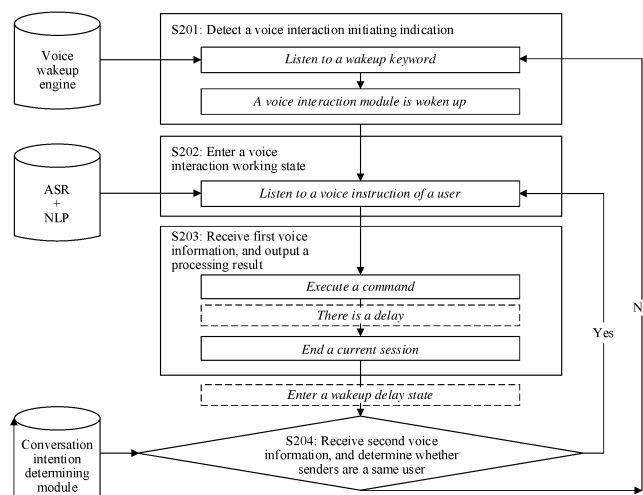 Voice
wakeup
engine
S201: Detect a voice interaction initiating indication
Listen to a wakeup keyword
A voice interaction module is woken up
ASR
+
NLP
S202: Enter a voice
interaction working state
Listen to a voice instruction of a user
S203: Receive first voice
information, and output a
processing result
Execute a command
There is a delay
End a current session
Enter a wakeup delay state
Yes
N
Conversation
intention
determining
module
S204: Receive second voice
information, and determine whether
senders are a same user